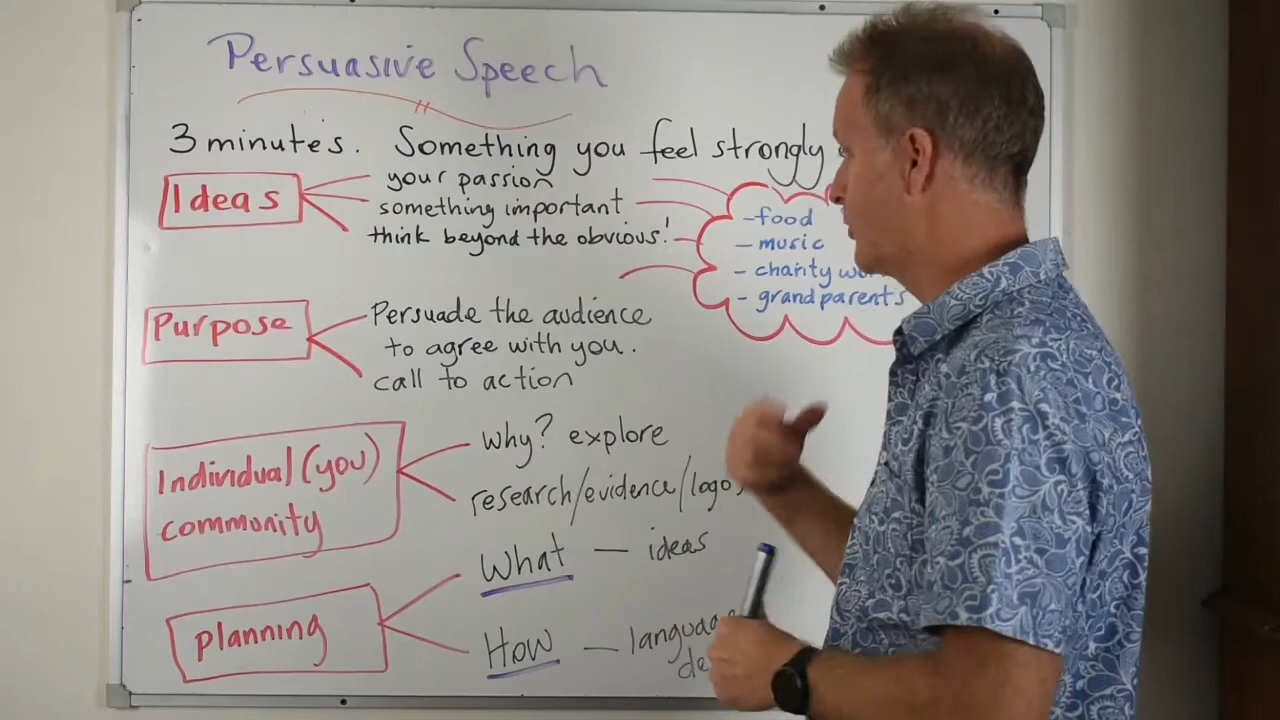 Persuasive Speech
3 minutes. Something you feel strongly
Ideas
your passion
something important
think beyond the obvious!
-food
- music
- charity
- grandparents
Purpose
Persuade the audience
to agree with you.
call to action
Individual (you)
community
why? explore
research/evidence/logos
planning
What — ideas
How — language